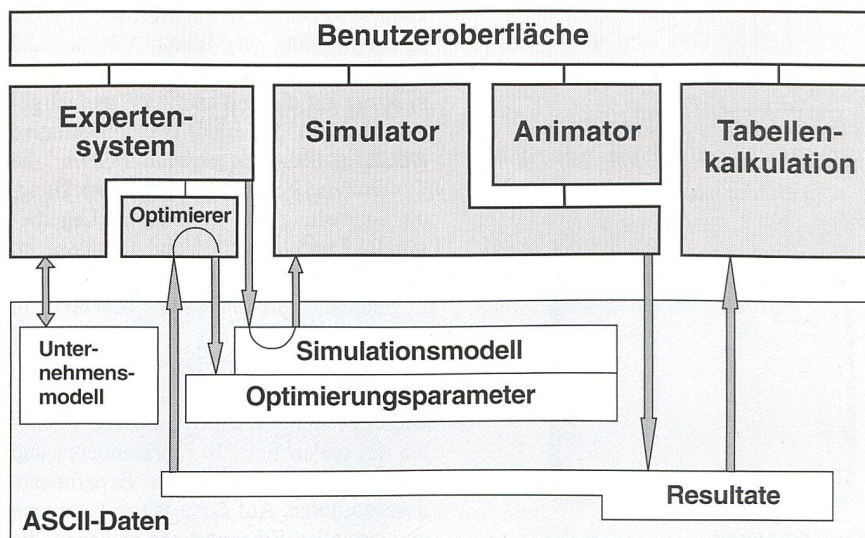 Benutzeroberfläche
Experten-
system
Simulator
Animator
Tabellen-
kalkulation
Optimierer
Unter-
nehmens-
modell
Simulationsmodell
Optimierungsparameter
Resultate
ASCII-Daten